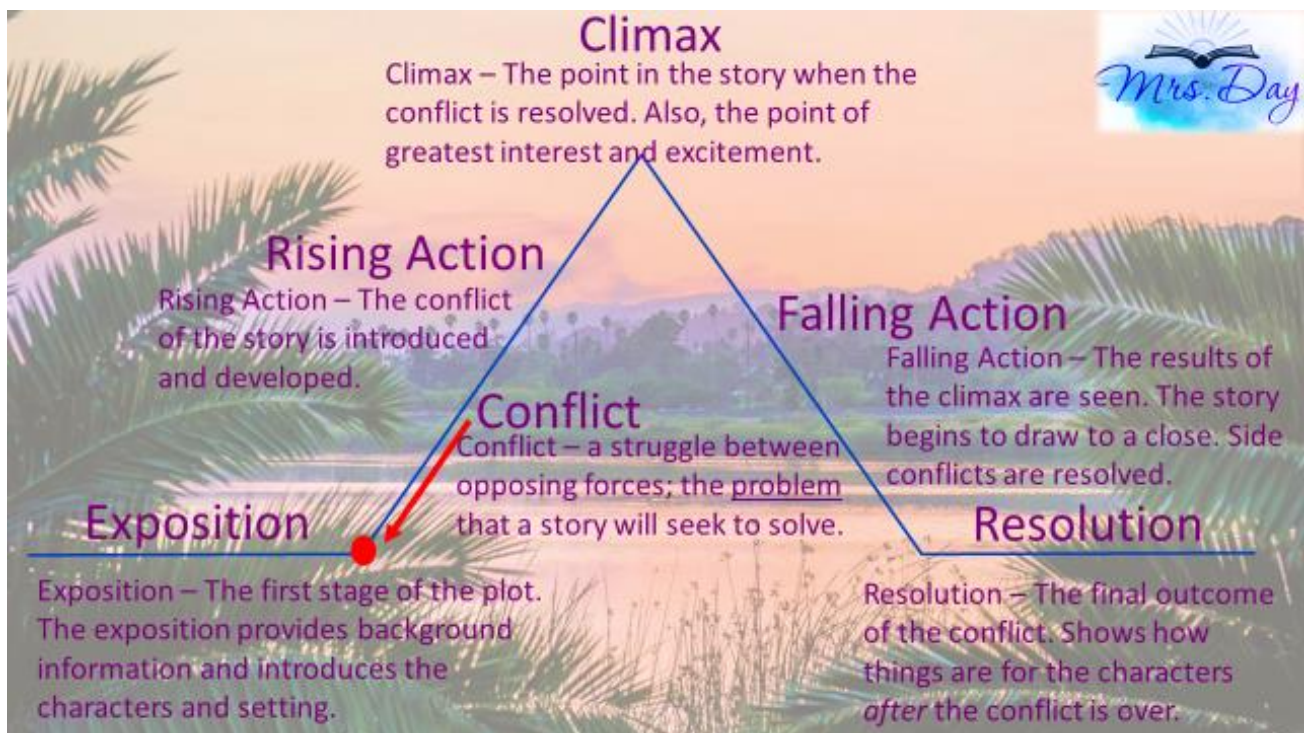 Climax
Climax – The point in the story when the
conflict is resolved. Also, the point of
greatest interest and excitement.
Mrs. Day
Rising Action
Rising Action – The conflict
of the story is introduced
and developed.
Falling Action
Falling Action – The results of
the climax are seen. The story
begins to draw to a close. Side
conflicts are resolved.
Conflict
Conflict – a struggle between
opposing forces; the problem
that a story will seek to solve.
Exposition
Exposition – The first stage of the plot.
The exposition provides background
information and introduces the
characters and setting.
Resolution
Resolution – The final outcome
of the conflict. Shows how
things are for the characters
after the conflict is over.